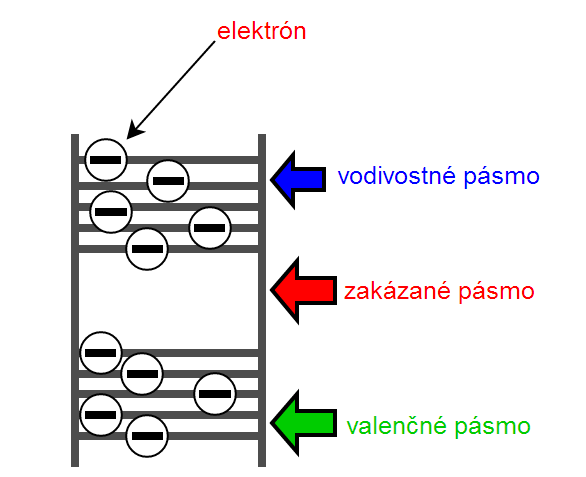 elektrón
vodivostné pásmo
zakázané pásmo
valenčné pásmo